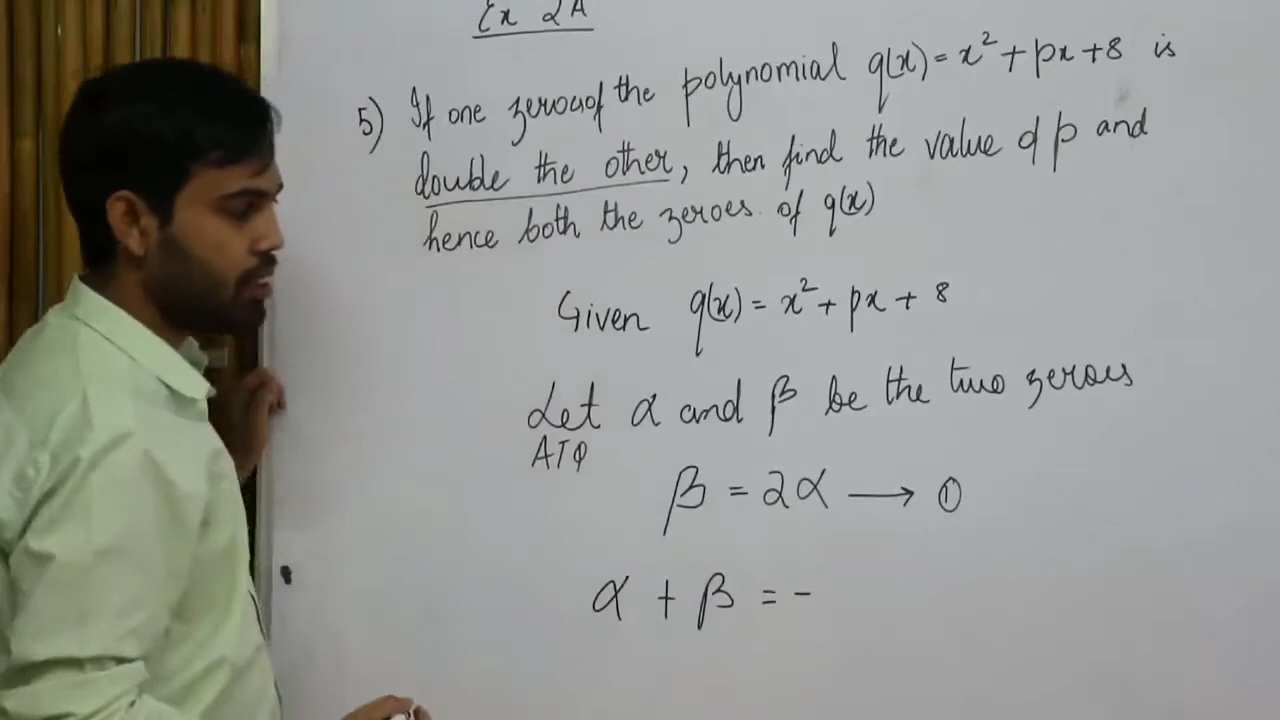 Ex 2A
5) If one zero of the polynomial q(x) = x² + px + 8 is
double the other, then find the value of p and
hence both the zeroes of q(x)
Given q(x) = x² + px + 8
Let α and β be the two zeroes
ATQ
β = 2α → ①
α + β = -